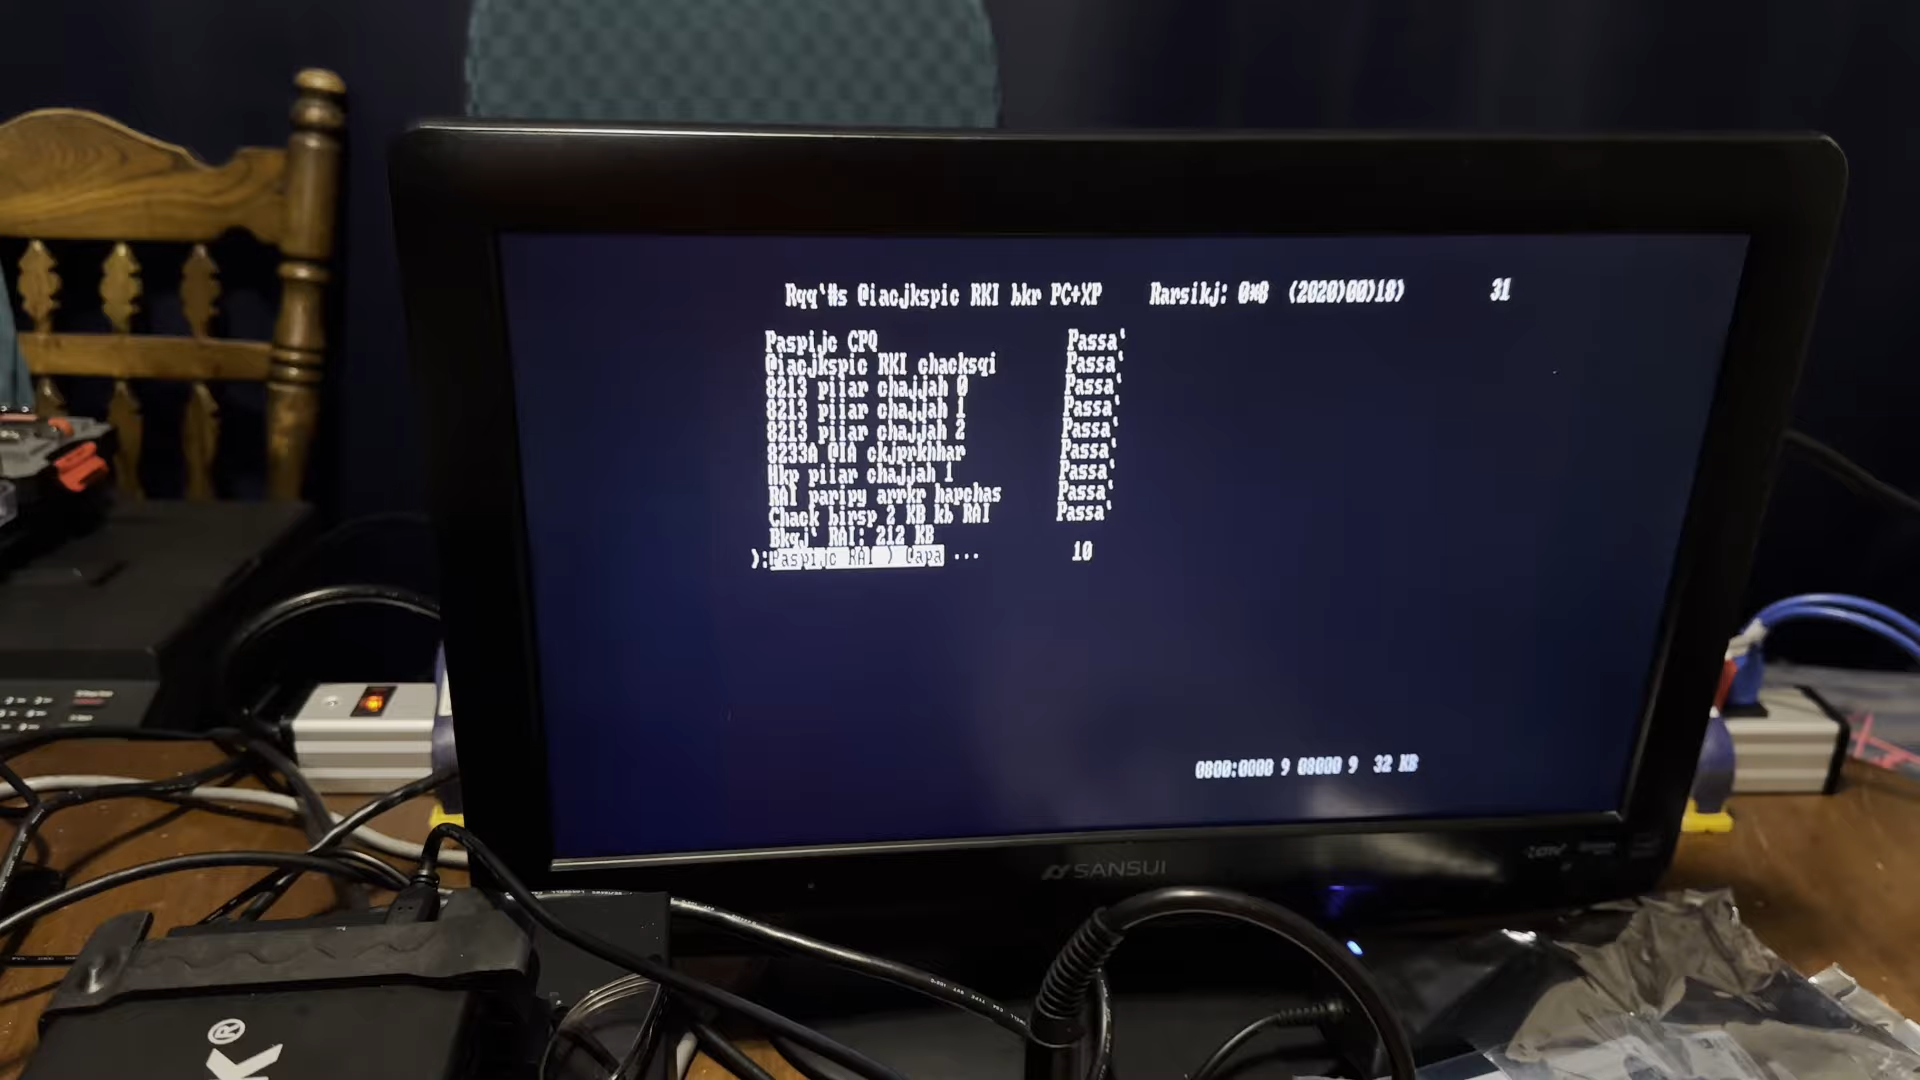 Rqq'#s @iacjkspic RKI bkr PC+XP Rarsikj: 0*8 (2020)00)18) 31
Paspijc CPQ Passa'
@iacjkspic RKI chacksqi Passa'
8213 piiar chajjah 0 Passa'
8213 piiar chajjah 1 Passa'
8213 piiar chajjah 2 Passa'
8233A @IA ckjprkhhar Passa'
Hkp piiar chajjah 1 Passa'
RAI paripy arrkr hapchas Passa'
Chack birsp 2 KB kb RAI Passa'
Bkqj' RAI: 212 KB
):Paspijc RAI ) @apa ... 10
0800:0000 9 08000 9 32 KB
SANSUI
K®